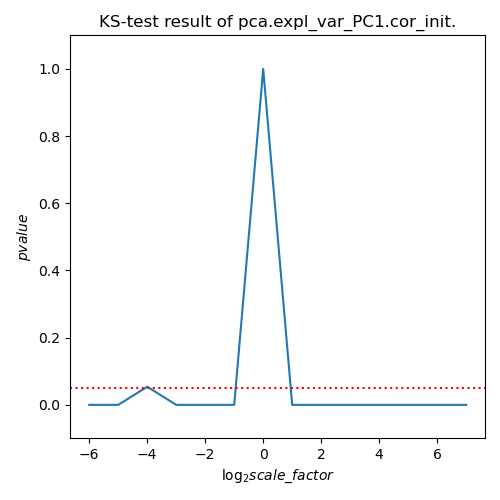 KS-test result of pca.expl_var_PC1.cor_init.
1.0
0.8
0.6
0.4
0.2
0.0
pvalue
−6 −4 −2 0 2 4 6
log₂scale_factor